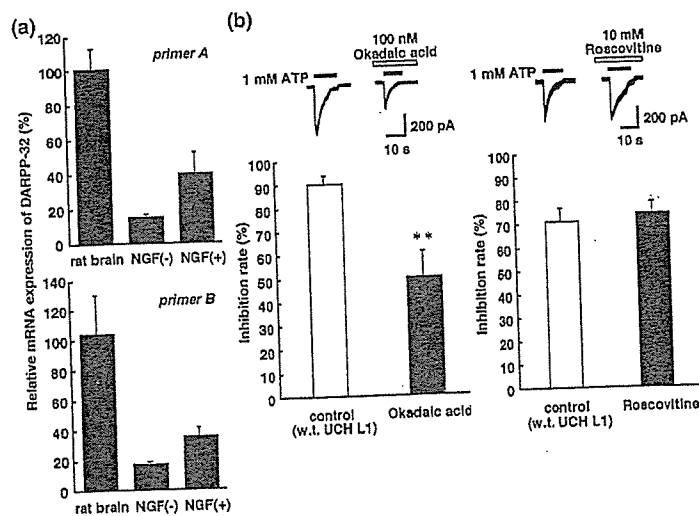 (a)
Relative mRNA expression of DARPP-32 (%)
primer A
120
100
80
60
40
20
0
rat brain NGF(-) NGF(+)
primer B
140
120
100
80
60
40
20
0
rat brain NGF(-) NGF(+)
(b)
100 nM
Okadaic acid
1 mM ATP
200 pA
10 s
Inhibition rate (%)
0
10
20
30
40
50
60
70
80
90
100
**
control
(w.t. UCH L1)
Okadaic acid
10 mM
Roscovitine
1 mM ATP
200 pA
10 s
Inhibition rate (%)
0
10
20
30
40
50
60
70
80
90
100
control
(w.t. UCH L1)
Roscovitine